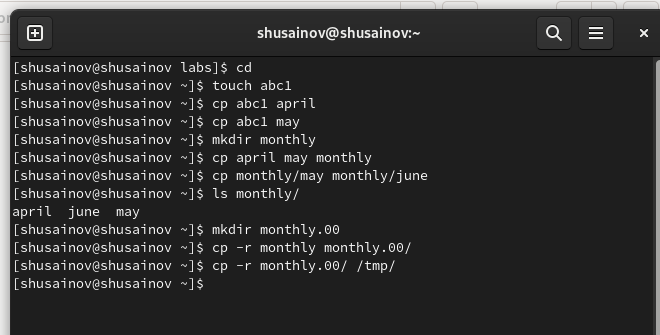 shusainov@shusainov:~
[shusainov@shusainov labs]$ cd
[shusainov@shusainov ~]$ touch abc1
[shusainov@shusainov ~]$ cp abc1 april
[shusainov@shusainov ~]$ cp abc1 may
[shusainov@shusainov ~]$ mkdir monthly
[shusainov@shusainov ~]$ cp april may monthly
[shusainov@shusainov ~]$ cp monthly/may monthly/june
[shusainov@shusainov ~]$ ls monthly/
april  june  may
[shusainov@shusainov ~]$ mkdir monthly.00
[shusainov@shusainov ~]$ cp -r monthly monthly.00/
[shusainov@shusainov ~]$ cp -r monthly.00/ /tmp/
[shusainov@shusainov ~]$